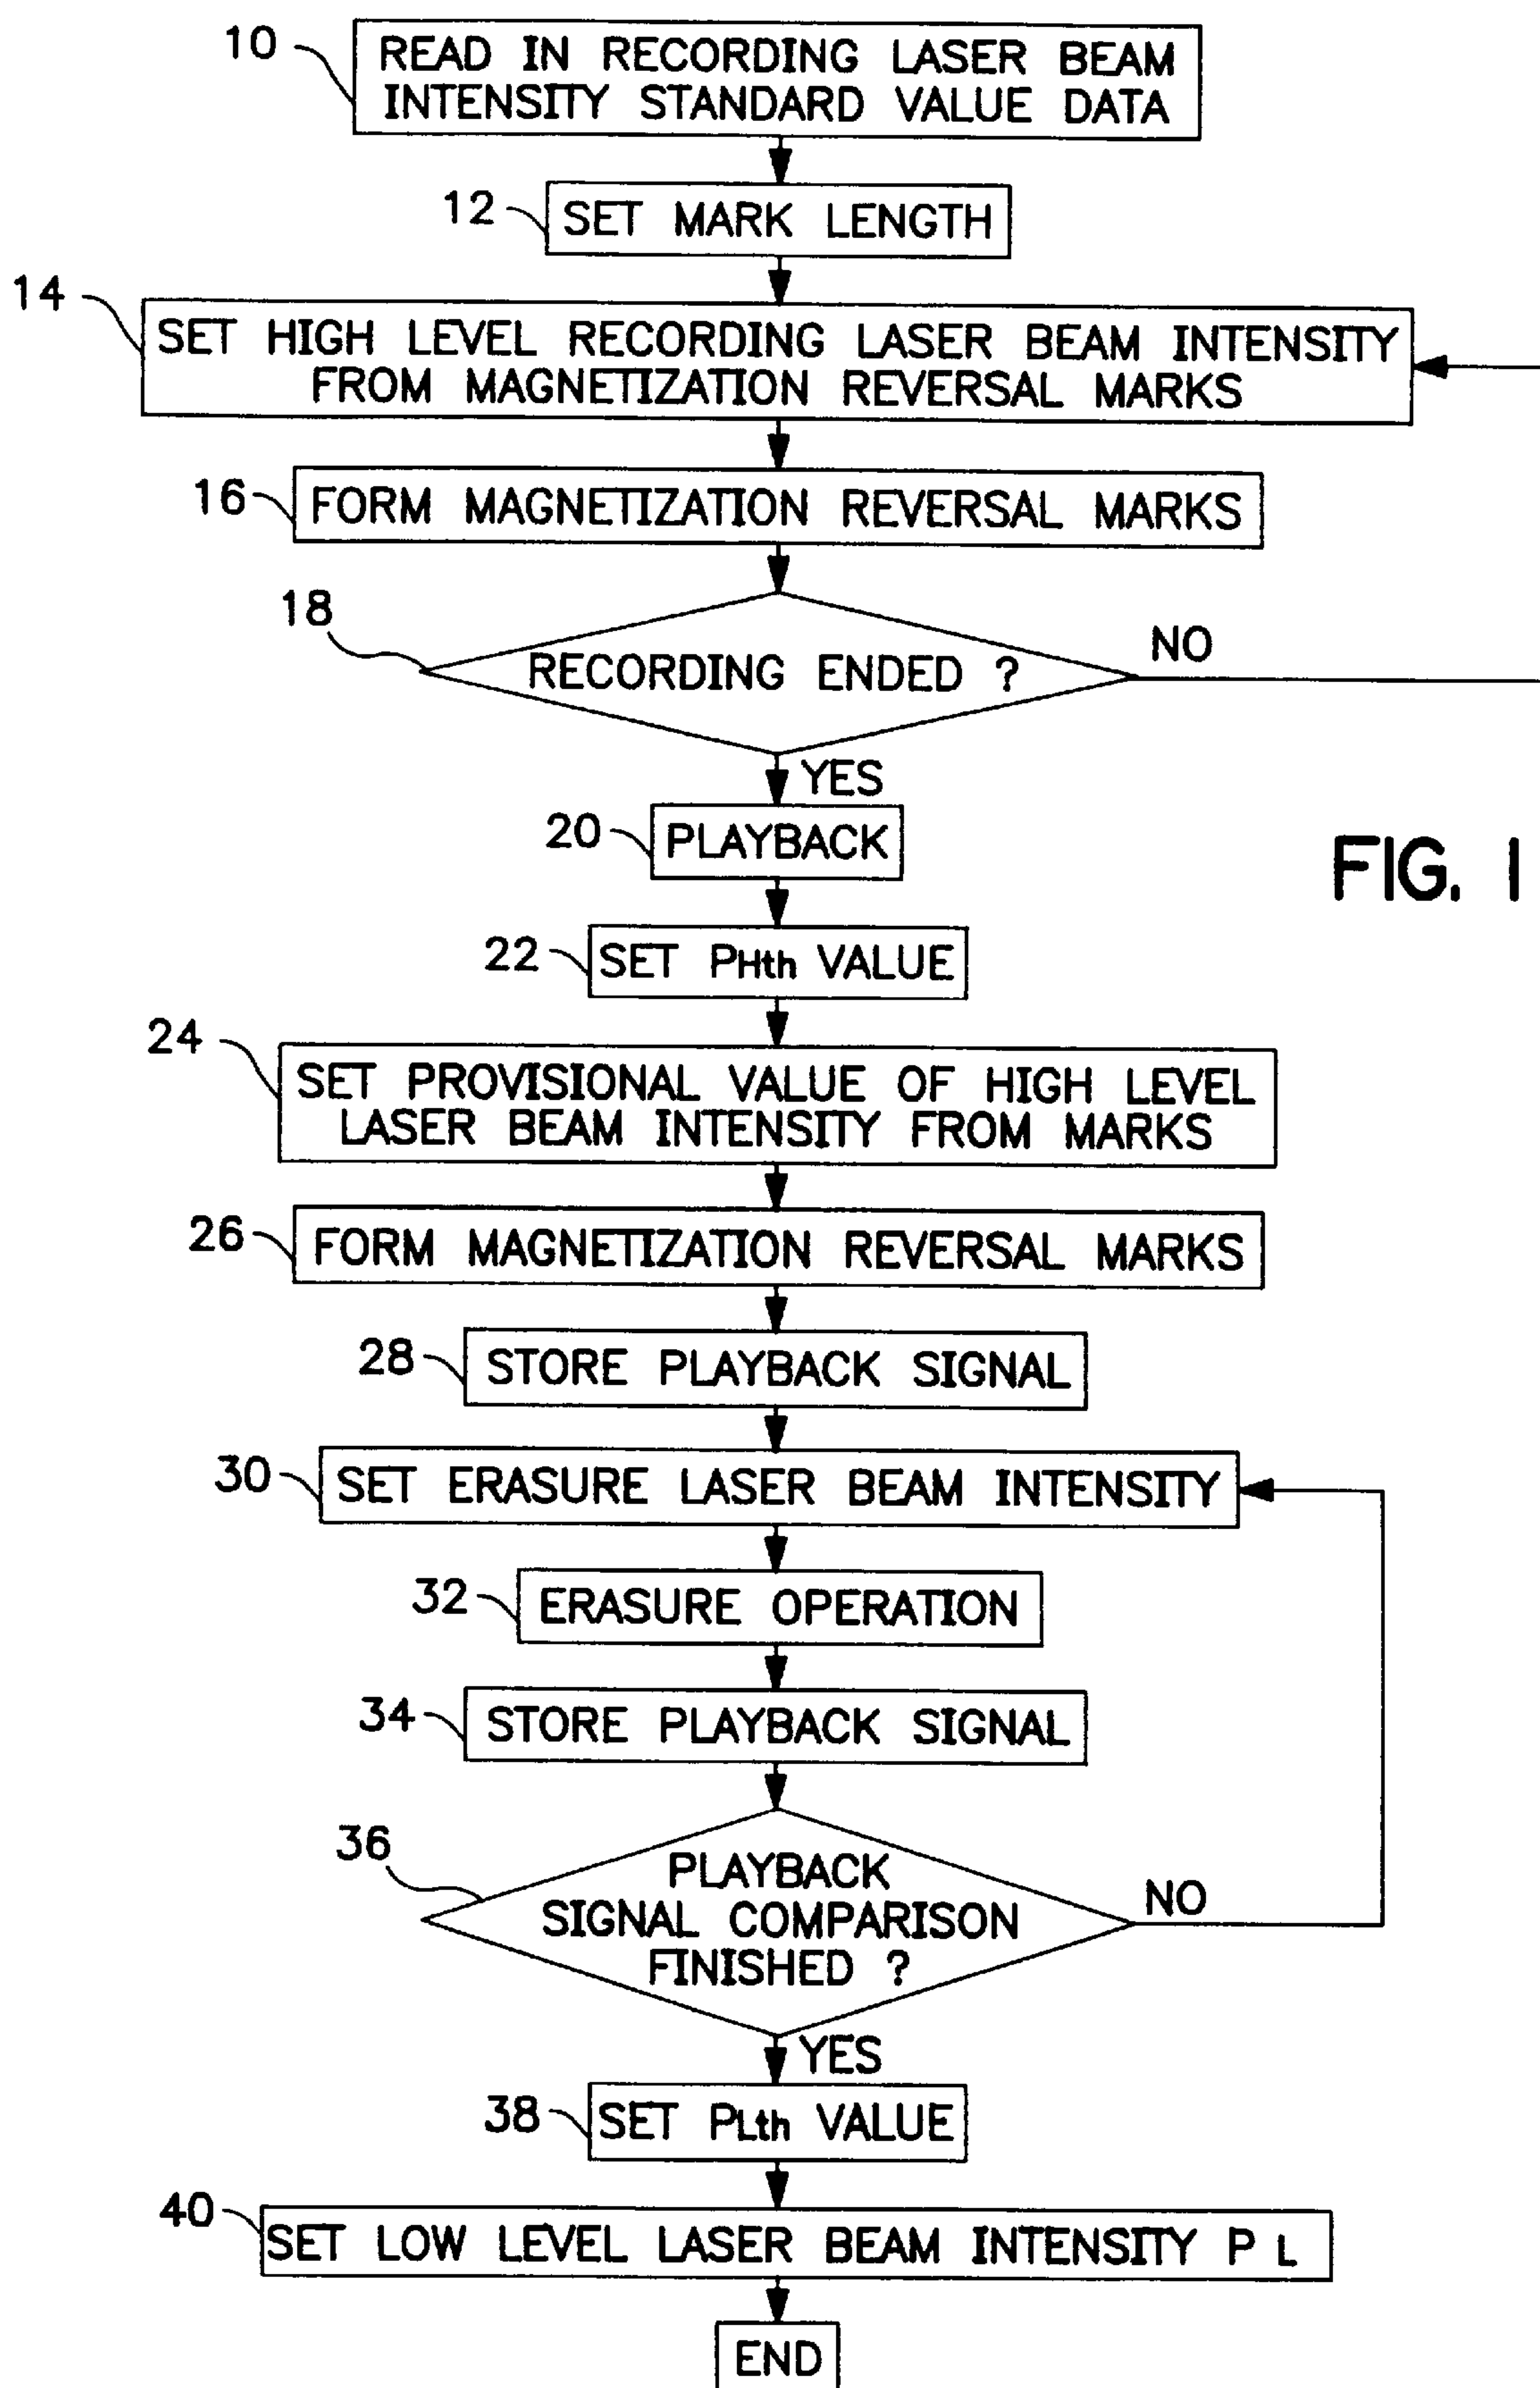 10
READ IN RECORDING LASER BEAM
INTENSITY STANDARD VALUE DATA
12
SET MARK LENGTH
14
SET HIGH LEVEL RECORDING LASER BEAM INTENSITY
FROM MAGNETIZATION REVERSAL MARKS
16
FORM MAGNETIZATION REVERSAL MARKS
18
RECORDING ENDED ?
NO
YES
20
PLAYBACK
FIG. 1
22
SET PHth VALUE
24
SET PROVISIONAL VALUE OF HIGH LEVEL
LASER BEAM INTENSITY FROM MARKS
26
FORM MAGNETIZATION REVERSAL MARKS
28
STORE PLAYBACK SIGNAL
30
SET ERASURE LASER BEAM INTENSITY
32
ERASURE OPERATION
34
STORE PLAYBACK SIGNAL
36
PLAYBACK
SIGNAL COMPARISON
FINISHED ?
NO
YES
38
SET PLth VALUE
40
SET LOW LEVEL LASER BEAM INTENSITY P L
END